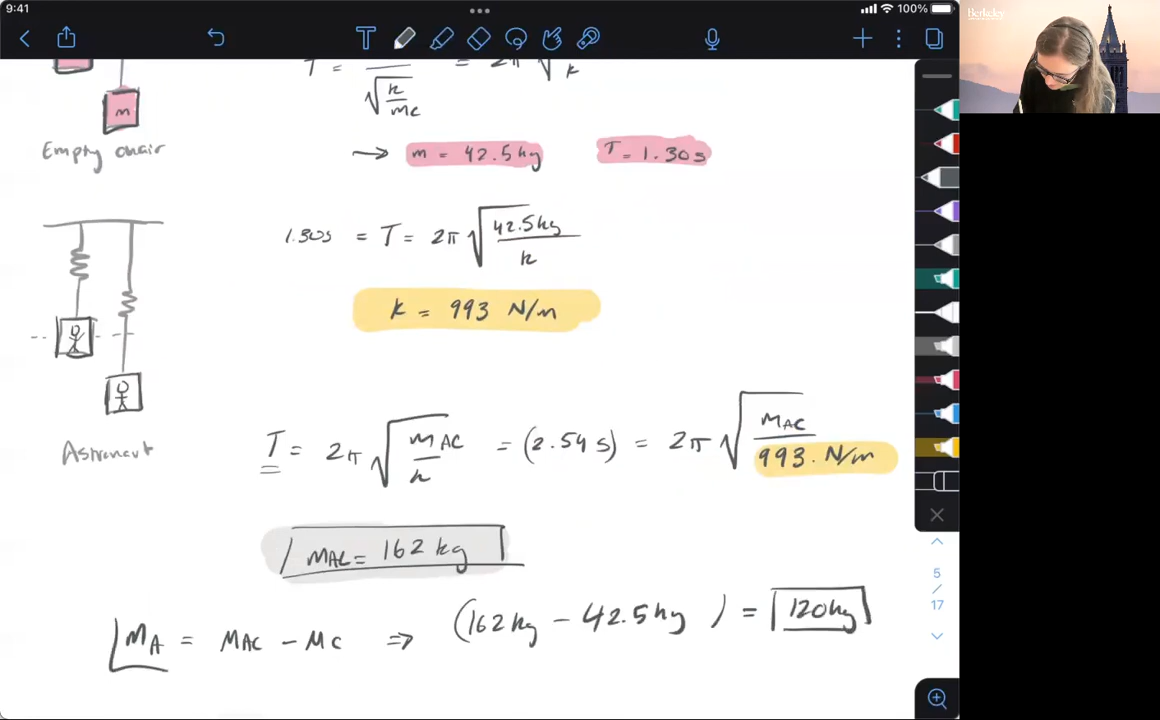 9:41
100%
Berkeley
T = ―― / √(k/mc) = 2π √ k
m
Empty chair
→ m = 42.5kg T = 1.30s
1.30s = T = 2π √(42.5kg / k)
k = 993 N/m
Astronaut
T = 2π √(MAC / k) = (2.54 s) = 2π √(MAC / 993. N/m)
MAC = 162 kg
MA = MAC - MC ⇒ (162kg - 42.5kg) = 120kg
5
/
17